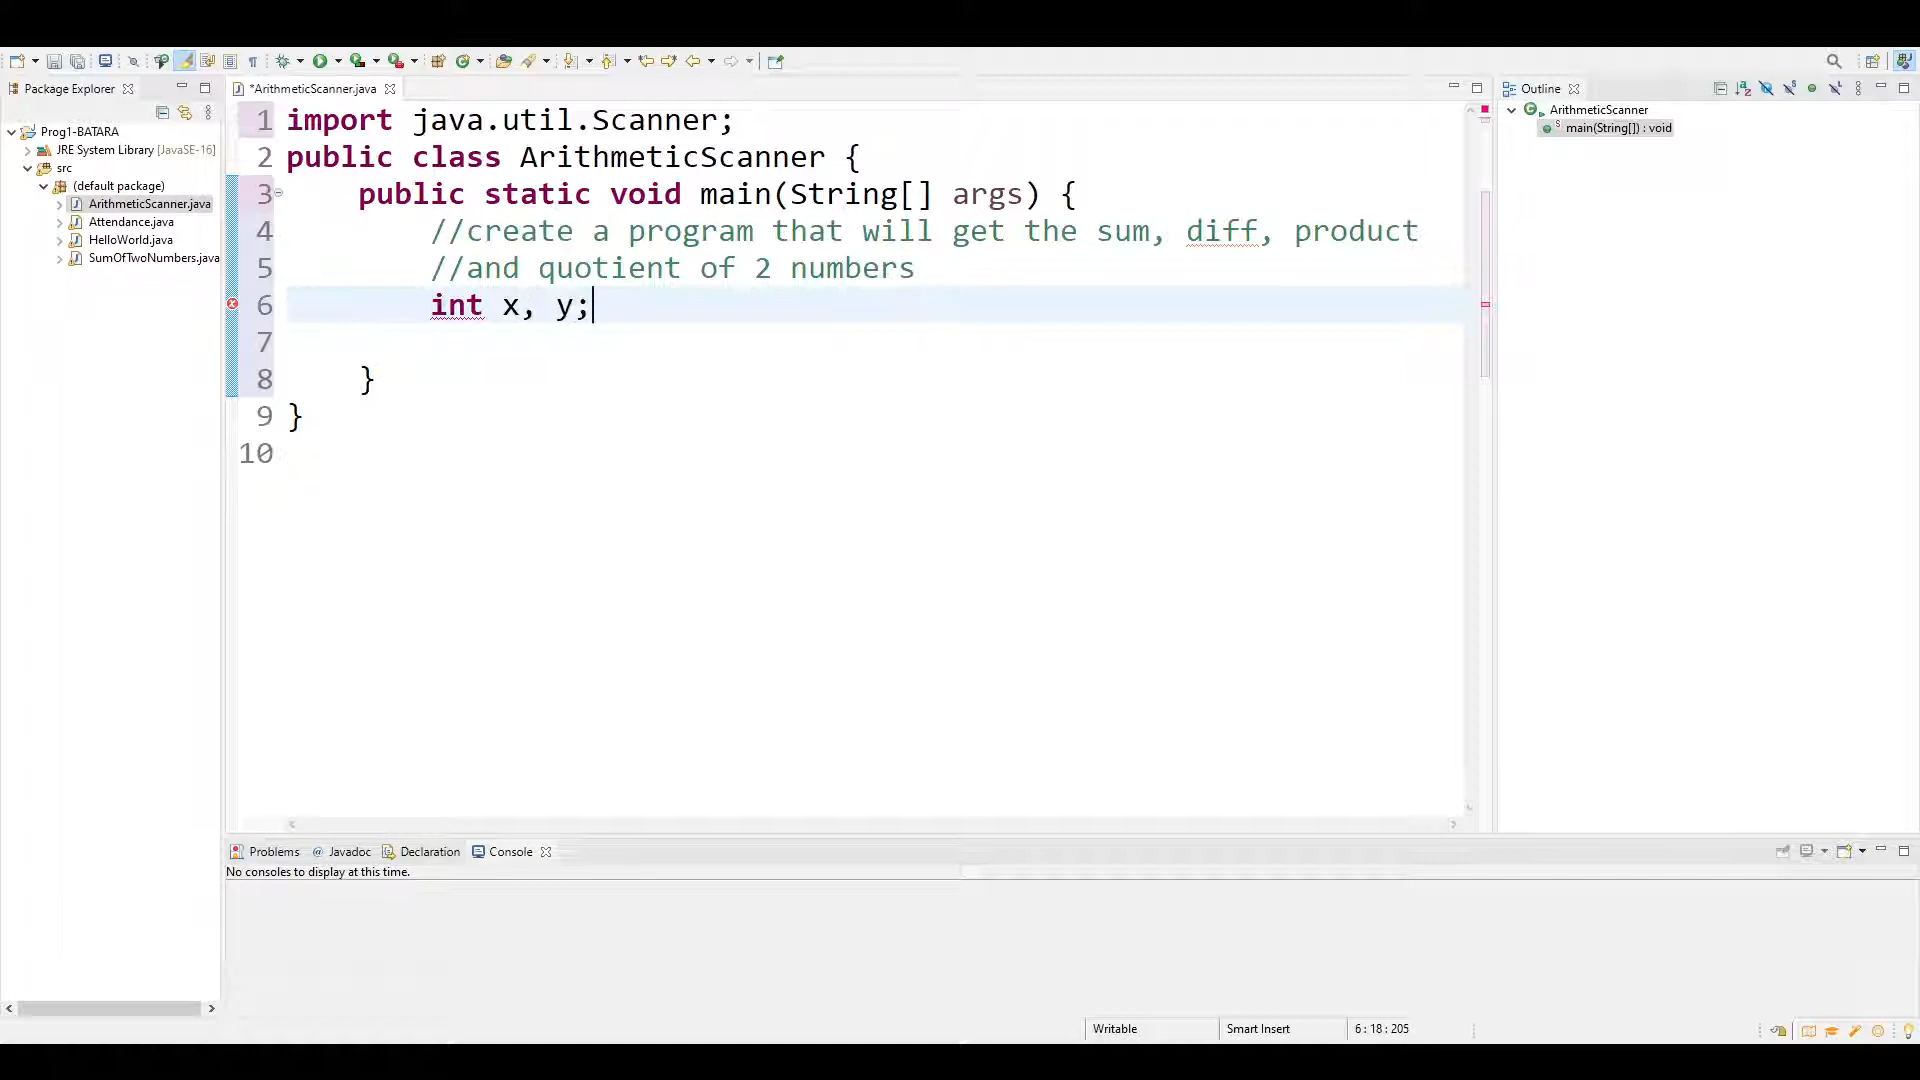 Package Explorer
*ArithmeticScanner.java
Outline
Prog1-BATARA
JRE System Library [JavaSE-16]
src
(default package)
ArithmeticScanner.java
Attendance.java
HelloWorld.java
SumOfTwoNumbers.java
1 import java.util.Scanner;
2 public class ArithmeticScanner {
3 public static void main(String[] args) {
4 //create a program that will get the sum, diff, product
5 //and quotient of 2 numbers
6 int x, y;
7
8 }
9 }
10
ArithmeticScanner
main(String[]) : void
Problems @ Javadoc Declaration Console
No consoles to display at this time.
Writable Smart Insert 6 : 18 : 205